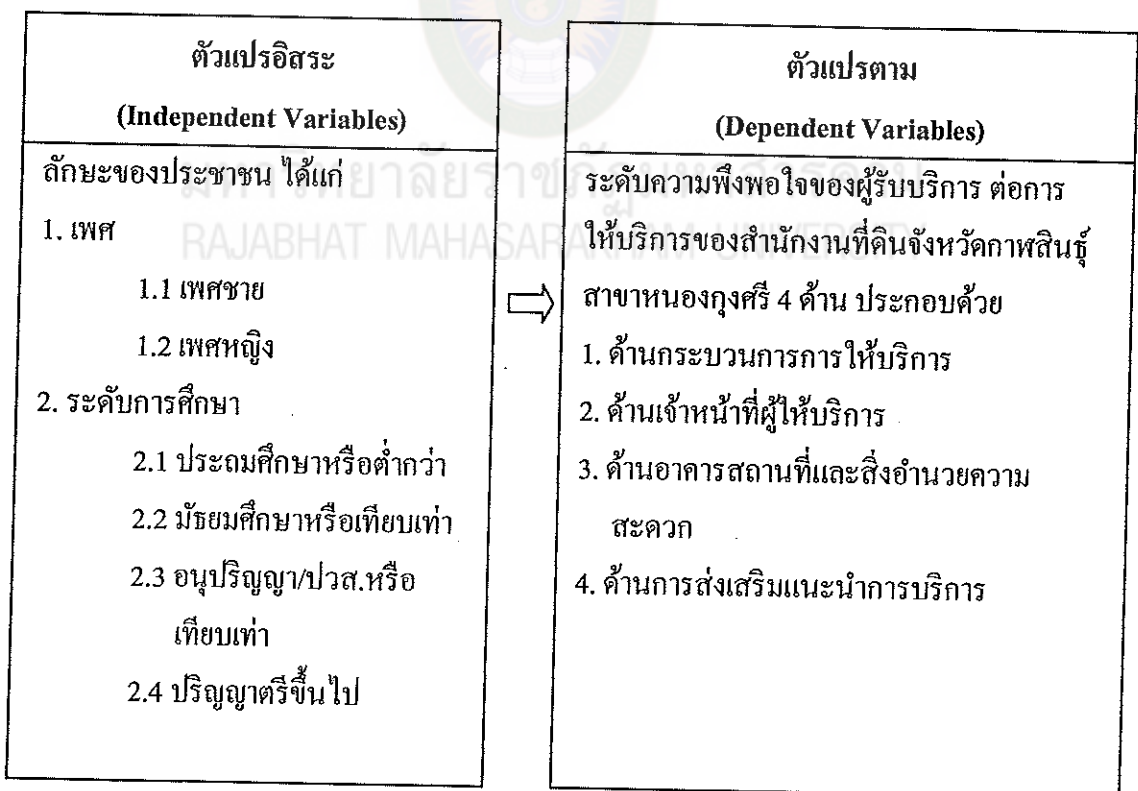 ตัวแปรอิสระ
(Independent Variables)
ลักษะของประชาชน ได้แก่
1. เพศ
1.1 เพศชาย
1.2 เพศหญิง
2. ระดับการศึกษา
2.1 ประถมศึกษาหรือต่ำกว่า
2.2 มัธยมศึกษาหรือเทียบเท่า
2.3 อนุปริญญา/ปวส.หรือ
เทียบเท่า
2.4 ปริญญาตรีขึ้นไป
ตัวแปรตาม
(Dependent Variables)
ระดับความพึงพอใจของผู้รับบริการ ต่อการ
ให้บริการของสำนักงานที่ดินจังหวัดกาฬสินธุ์
สาขาหนองกุงศรี 4 ด้าน ประกอบด้วย
1. ด้านกระบวนการการให้บริการ
2. ด้านเจ้าหน้าที่ผู้ให้บริการ
3. ด้านอาคารสถานที่และสิ่งอำนวยความ
สะดวก
4. ด้านการส่งเสริมแนะนำการบริการ
มหาวิทยาลัยราชภัฏมหาสารคาม
RAJABHAT MAHASARAKHAM UNIVERSITY